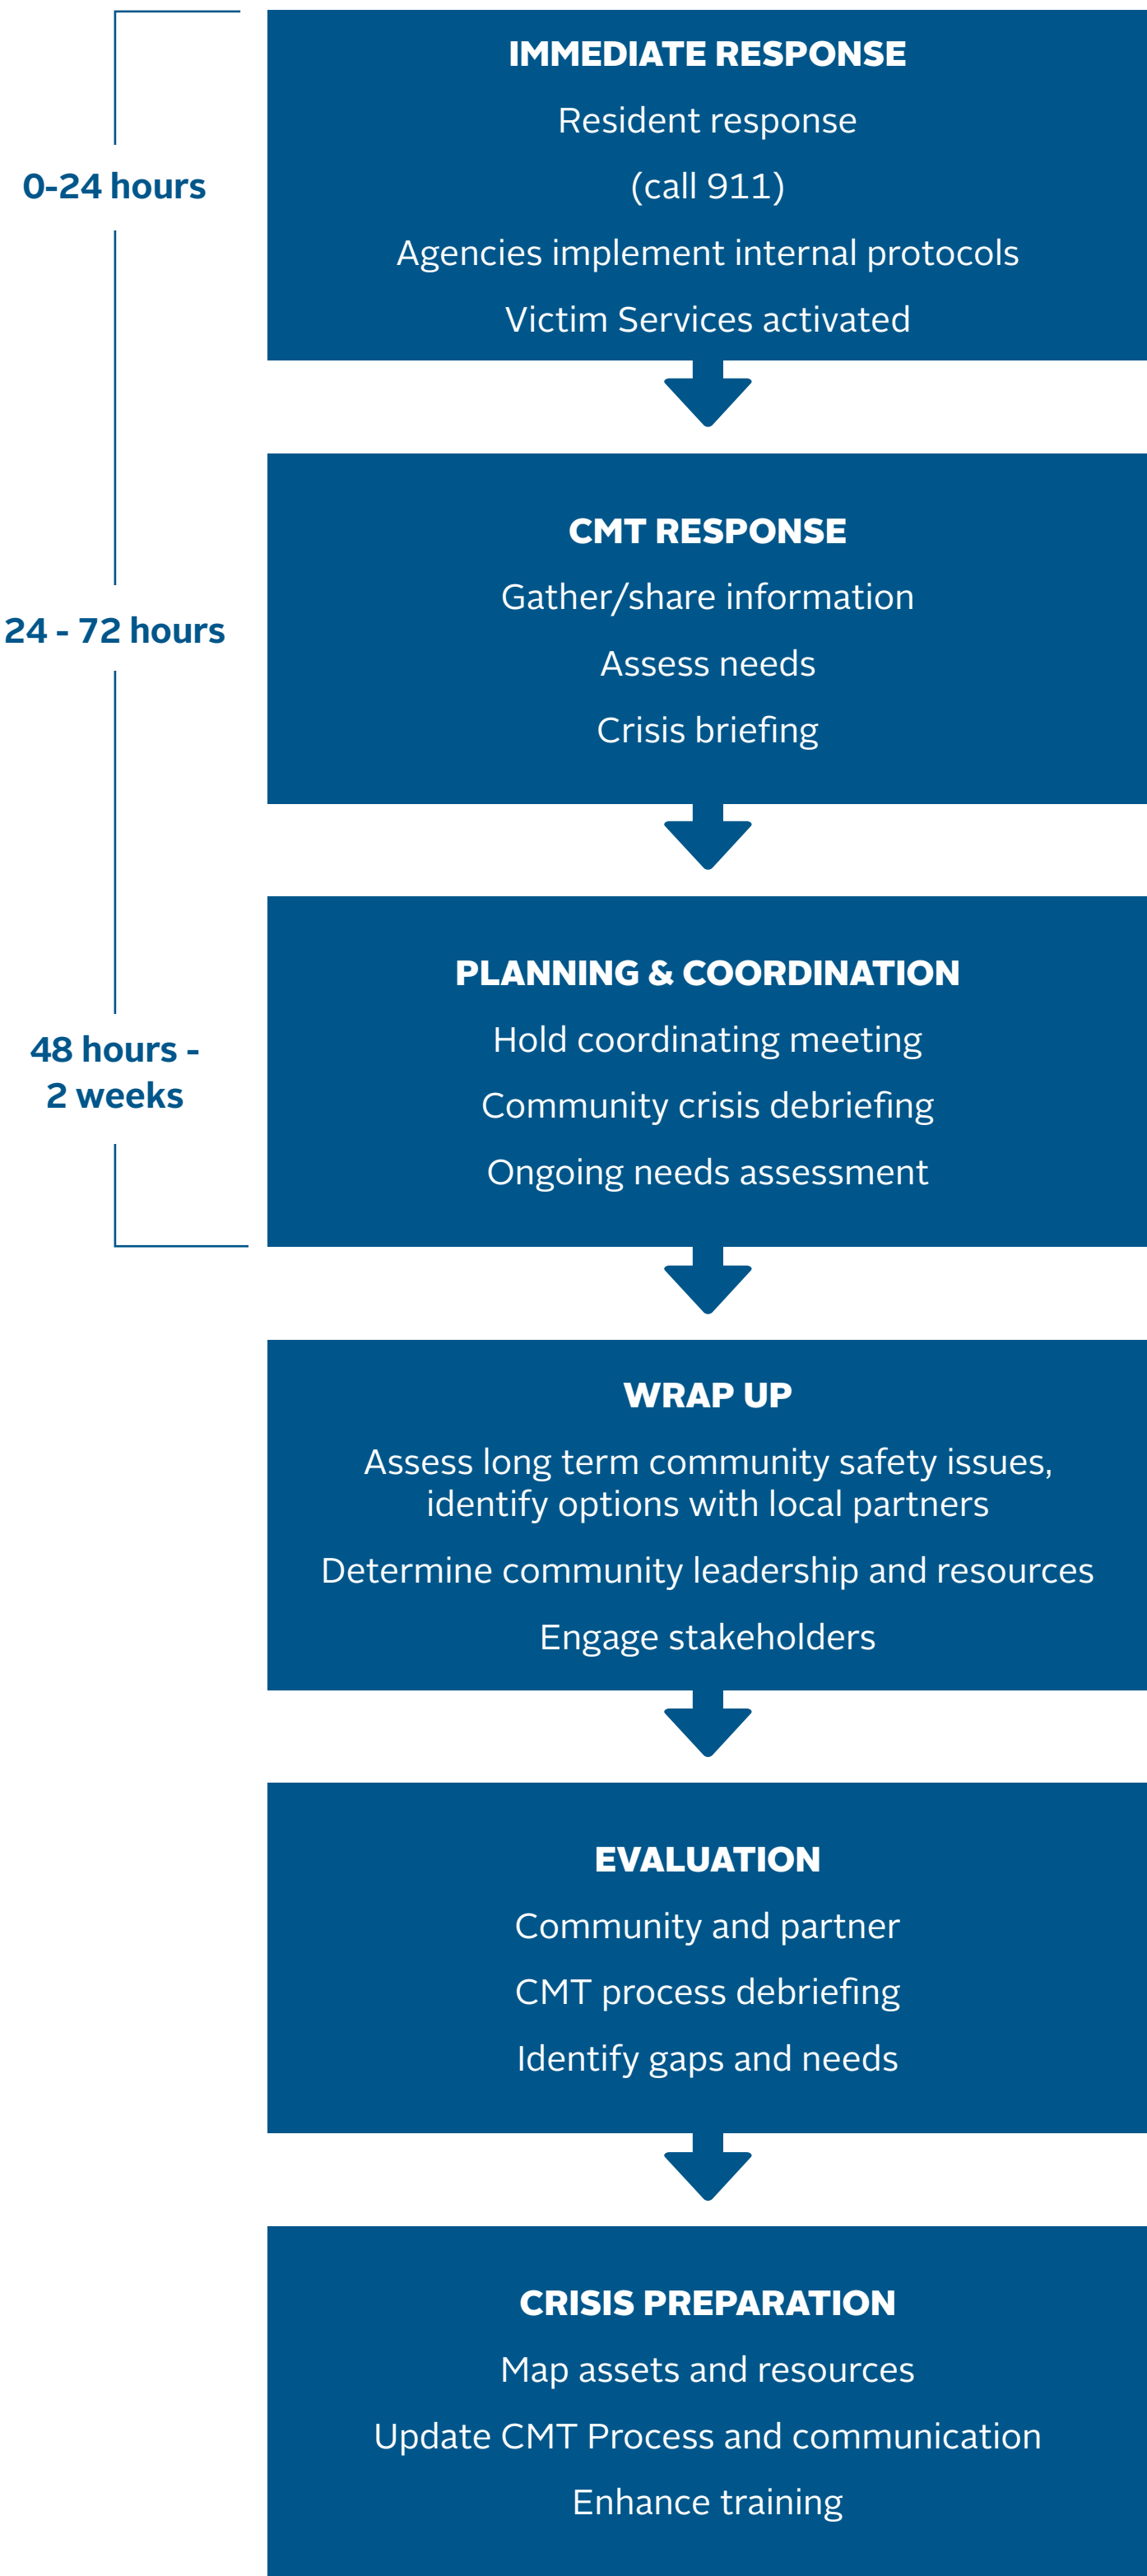 IMMEDIATE RESPONSE
Resident response
(call 911)
Agencies implement internal protocols
Victim Services activated
0-24 hours
CMT RESPONSE
Gather/share information
Assess needs
Crisis briefing
24 - 72 hours
PLANNING & COORDINATION
Hold coordinating meeting
Community crisis debriefing
Ongoing needs assessment
48 hours -
2 weeks
WRAP UP
Assess long term community safety issues,
identify options with local partners
Determine community leadership and resources
Engage stakeholders
EVALUATION
Community and partner
CMT process debriefing
Identify gaps and needs
CRISIS PREPARATION
Map assets and resources
Update CMT Process and communication
Enhance training